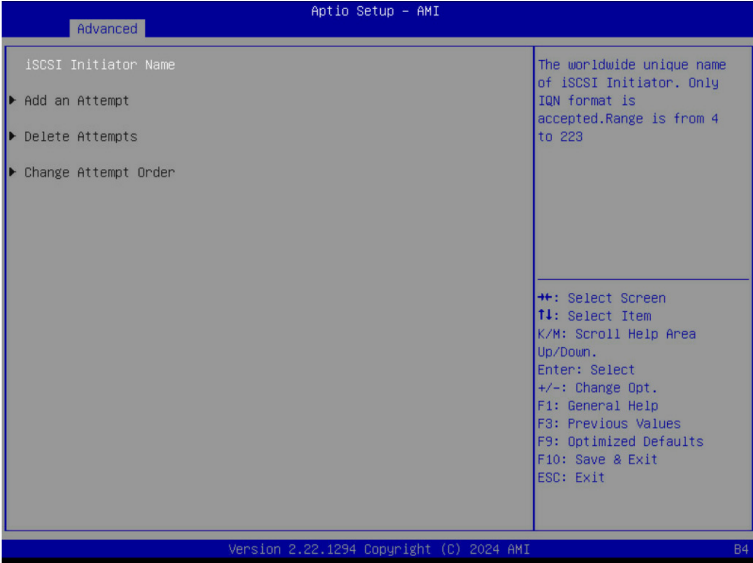 Aptio Setup – AMI
Advanced
iSCSI Initiator Name
▶ Add an Attempt
▶ Delete Attempts
▶ Change Attempt Order
The worldwide unique name
of iSCSI Initiator. Only
IQN format is
accepted.Range is from 4
to 223
→←: Select Screen
↑↓: Select Item
K/M: Scroll Help Area
Up/Down.
Enter: Select
+/-: Change Opt.
F1: General Help
F3: Previous Values
F9: Optimized Defaults
F10: Save & Exit
ESC: Exit
Version 2.22.1294 Copyright (C) 2024 AMI
B4